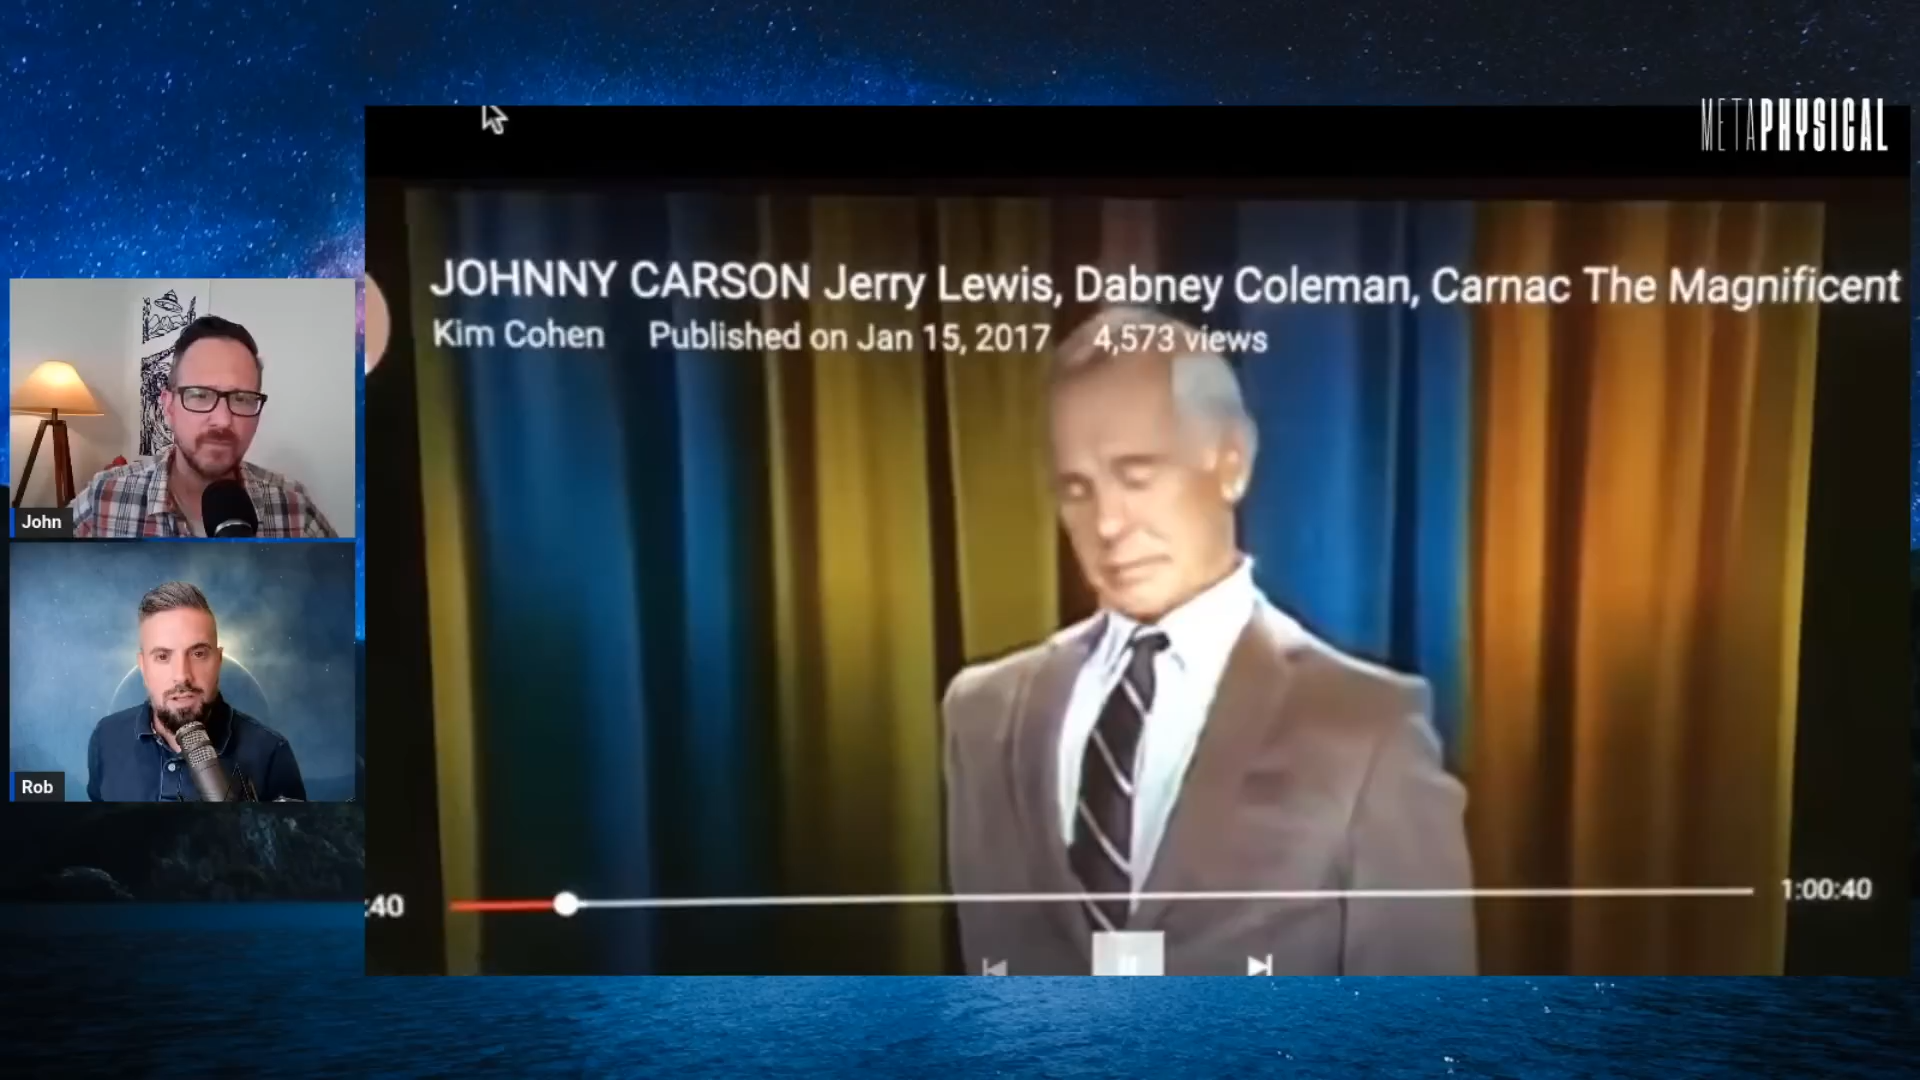 METAPHYSICAL
JOHNNY CARSON Jerry Lewis, Dabney Coleman, Carnac The Magnificent
Kim Cohen Published on Jan 15, 2017 4,573 views
John
Rob
:40
1:00:40